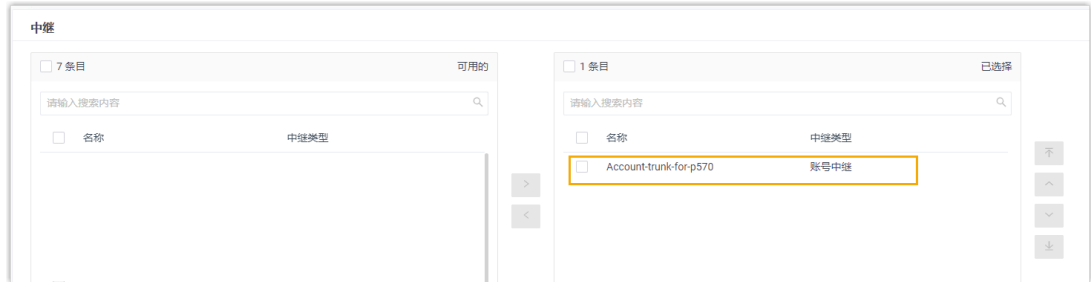 中继
7 条目 可用的
请输入搜索内容
名称 中继类型
1 条目 已选择
请输入搜索内容
名称 中继类型
Account-trunk-for-p570 账号中继